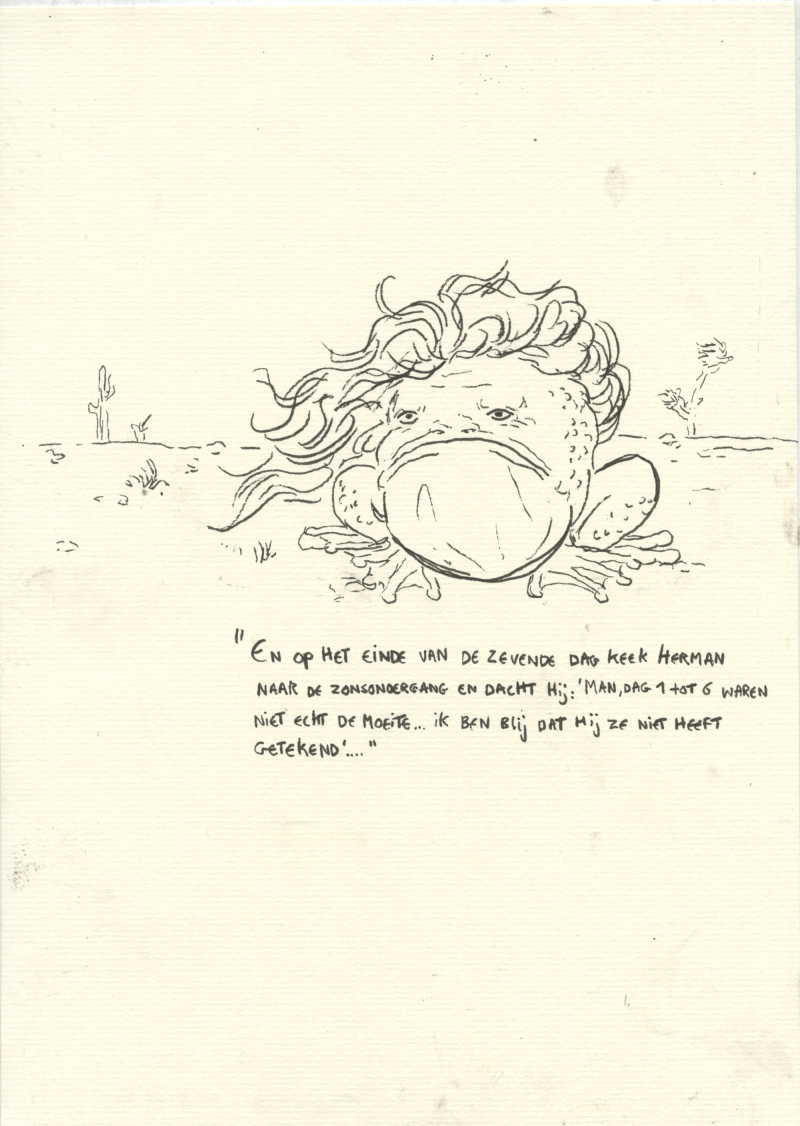 "En op het einde van de zevende dag keek Herman
naar de zonsondergang en dacht hij: 'Man, dag 1 tot 6 waren
niet echt de moeite... ik ben blij dat hij ze niet heeft
getekend'...."